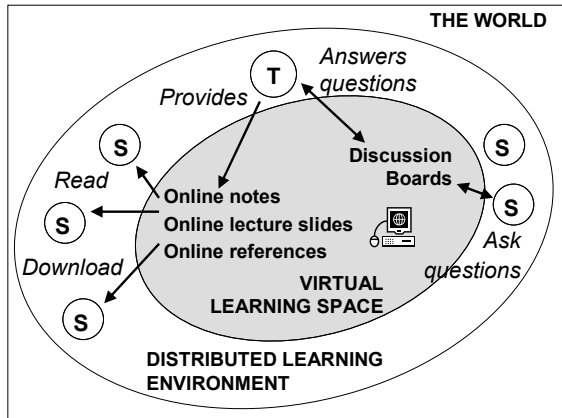 THE WORLD
Answers
questions
T
Provides
S
S
Discussion
Boards
Read
Online notes
S
S
Online lecture slides
Ask
Online references
questions
Download
VIRTUAL
LEARNING SPACE
S
DISTRIBUTED LEARNING
ENVIRONMENT